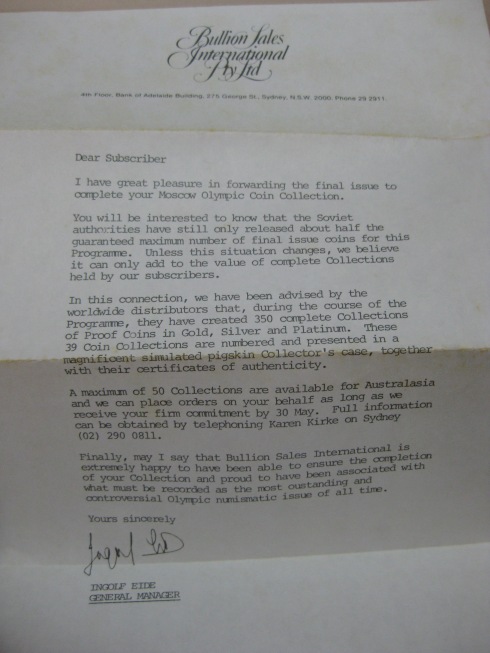 Bullion Sales
International
Pty Ltd
4th Floor, Bank of Adelaide Building, 275 George St., Sydney, N.S.W. 2000. Phone 29 2911.
Dear Subscriber
I have great pleasure in forwarding the final issue to
complete your Moscow Olympic Coin Collection.
You will be interested to know that the Soviet
authorities have still only released about half the
guaranteed maximum number of final issue coins for this
Programme. Unless this situation changes, we believe
it can only add to the value of complete Collections
held by our subscribers.
In this connection, we have been advised by the
worldwide distributors that, during the course of the
Programme, they have created 350 complete Collections
of Proof Coins in Gold, Silver and Platinum. These
39 Coin Collections are numbered and presented in a
magnificent simulated pigskin Collector's case, together
with their certificates of authenticity.
A maximum of 50 Collections are available for Australasia
and we can place orders on your behalf as long as we
receive your firm commitment by 30 May. Full information
can be obtained by telephoning Karen Kirke on Sydney
(02) 290 0811.
Finally, may I say that Bullion Sales International is
extremely happy to have been able to ensure the completion
of your Collection and proud to have been associated with
what must be recorded as the most oustanding and
controversial Olympic numismatic issue of all time.
Yours sincerely
INGOLF EIDE
GENERAL MANAGER